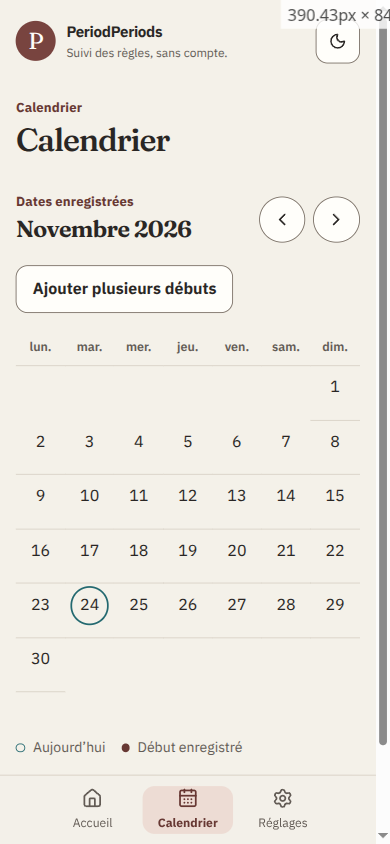 390.43px × 84
P
PeriodPeriods
Suivi des règles, sans compte.
Calendrier
Calendrier
Dates enregistrées
Novembre 2026
Ajouter plusieurs débuts
lun. mar. mer. jeu. ven. sam. dim.
1
2 3 4 5 6 7 8
9 10 11 12 13 14 15
16 17 18 19 20 21 22
23 24 25 26 27 28 29
30
Aujourd’hui Début enregistré
Accueil Calendrier Réglages